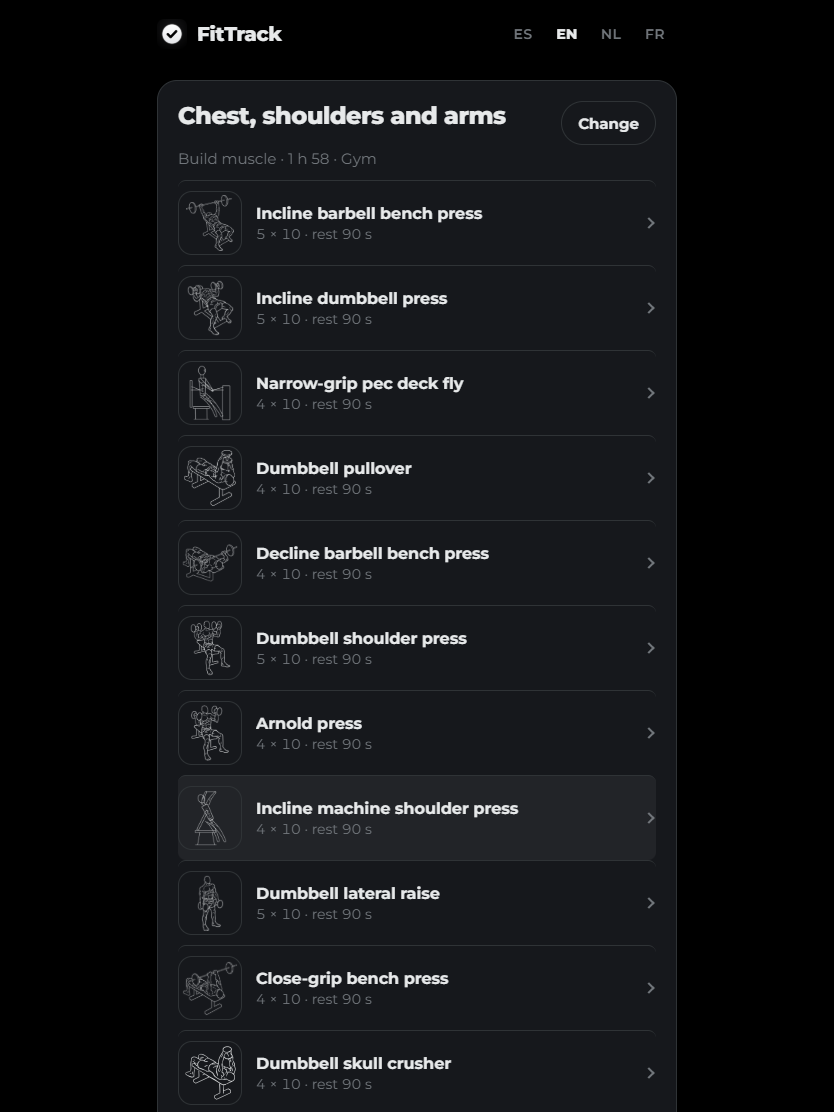 FitTrack
ES EN NL FR
Chest, shoulders and arms
Change
Build muscle · 1 h 58 · Gym
Incline barbell bench press
5 × 10 · rest 90 s
Incline dumbbell press
5 × 10 · rest 90 s
Narrow-grip pec deck fly
4 × 10 · rest 90 s
Dumbbell pullover
4 × 10 · rest 90 s
Decline barbell bench press
4 × 10 · rest 90 s
Dumbbell shoulder press
5 × 10 · rest 90 s
Arnold press
4 × 10 · rest 90 s
Incline machine shoulder press
4 × 10 · rest 90 s
Dumbbell lateral raise
5 × 10 · rest 90 s
Close-grip bench press
4 × 10 · rest 90 s
Dumbbell skull crusher
4 × 10 · rest 90 s